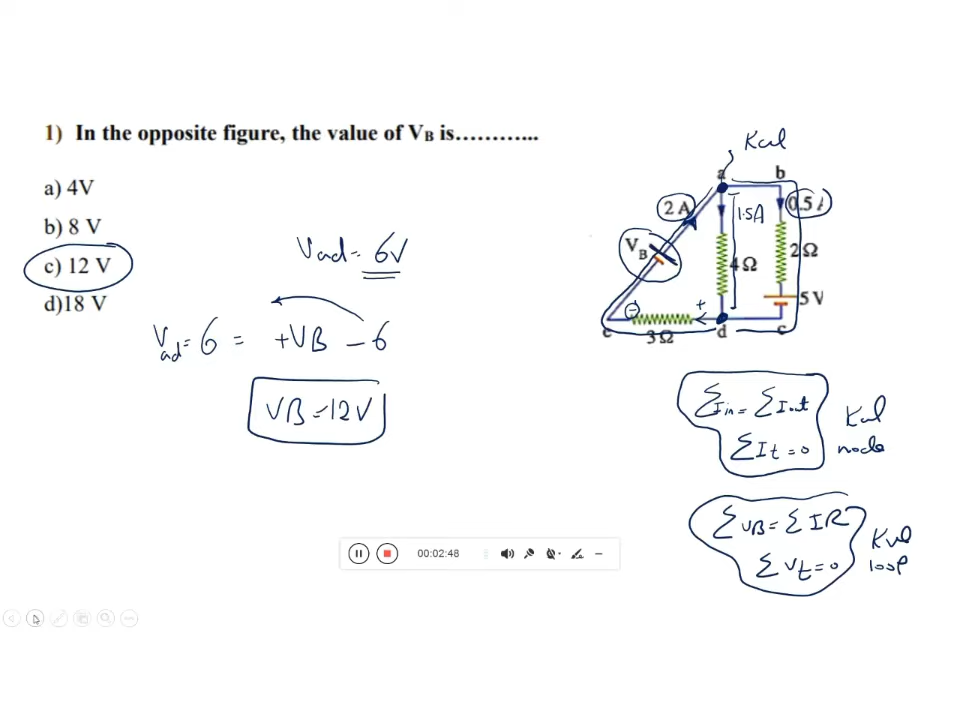 1) In the opposite figure, the value of VB is............
a) 4V
b) 8 V
c) 12 V
d)18 V
Vad = 6V
Vad = 6 = +VB - 6
VB = 12V
Kcl
a
b
2 A
1.5A
0.5
VB
4Ω
2Ω
5 V
+
3Ω
d
c
e
ΣIin = ΣIout
ΣIt = 0
Kcl
node
ΣVB = ΣIR
ΣVt = 0
Kvl
loop
00:02:48